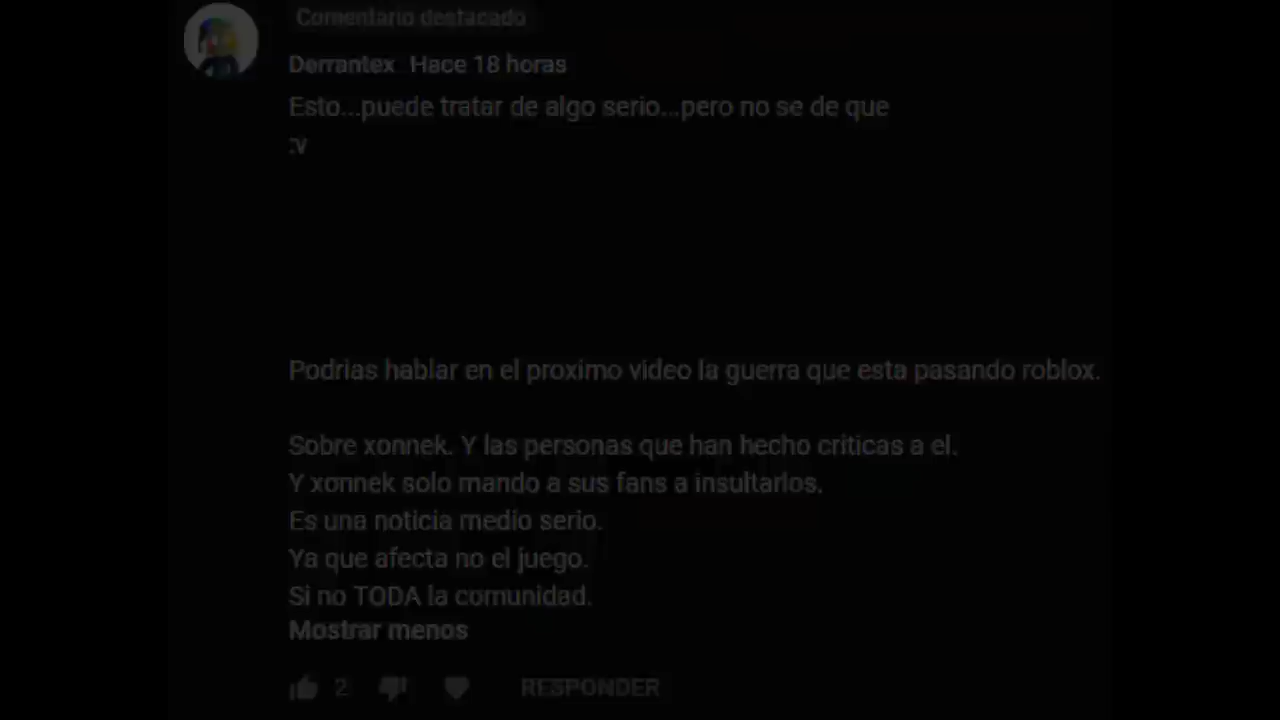 Comentario destacado
Derrantex Hace 18 horas
Esto...puede tratar de algo serio...pero no se de que
:v
Podrias hablar en el proximo video la guerra que esta pasando roblox.
Sobre xonnek. Y las personas que han hecho criticas a el.
Y xonnek solo mando a sus fans a insultarlos.
Es una noticia medio serio.
Ya que afecta no el juego.
Si no TODA la comunidad.
Mostrar menos
2 RESPONDER